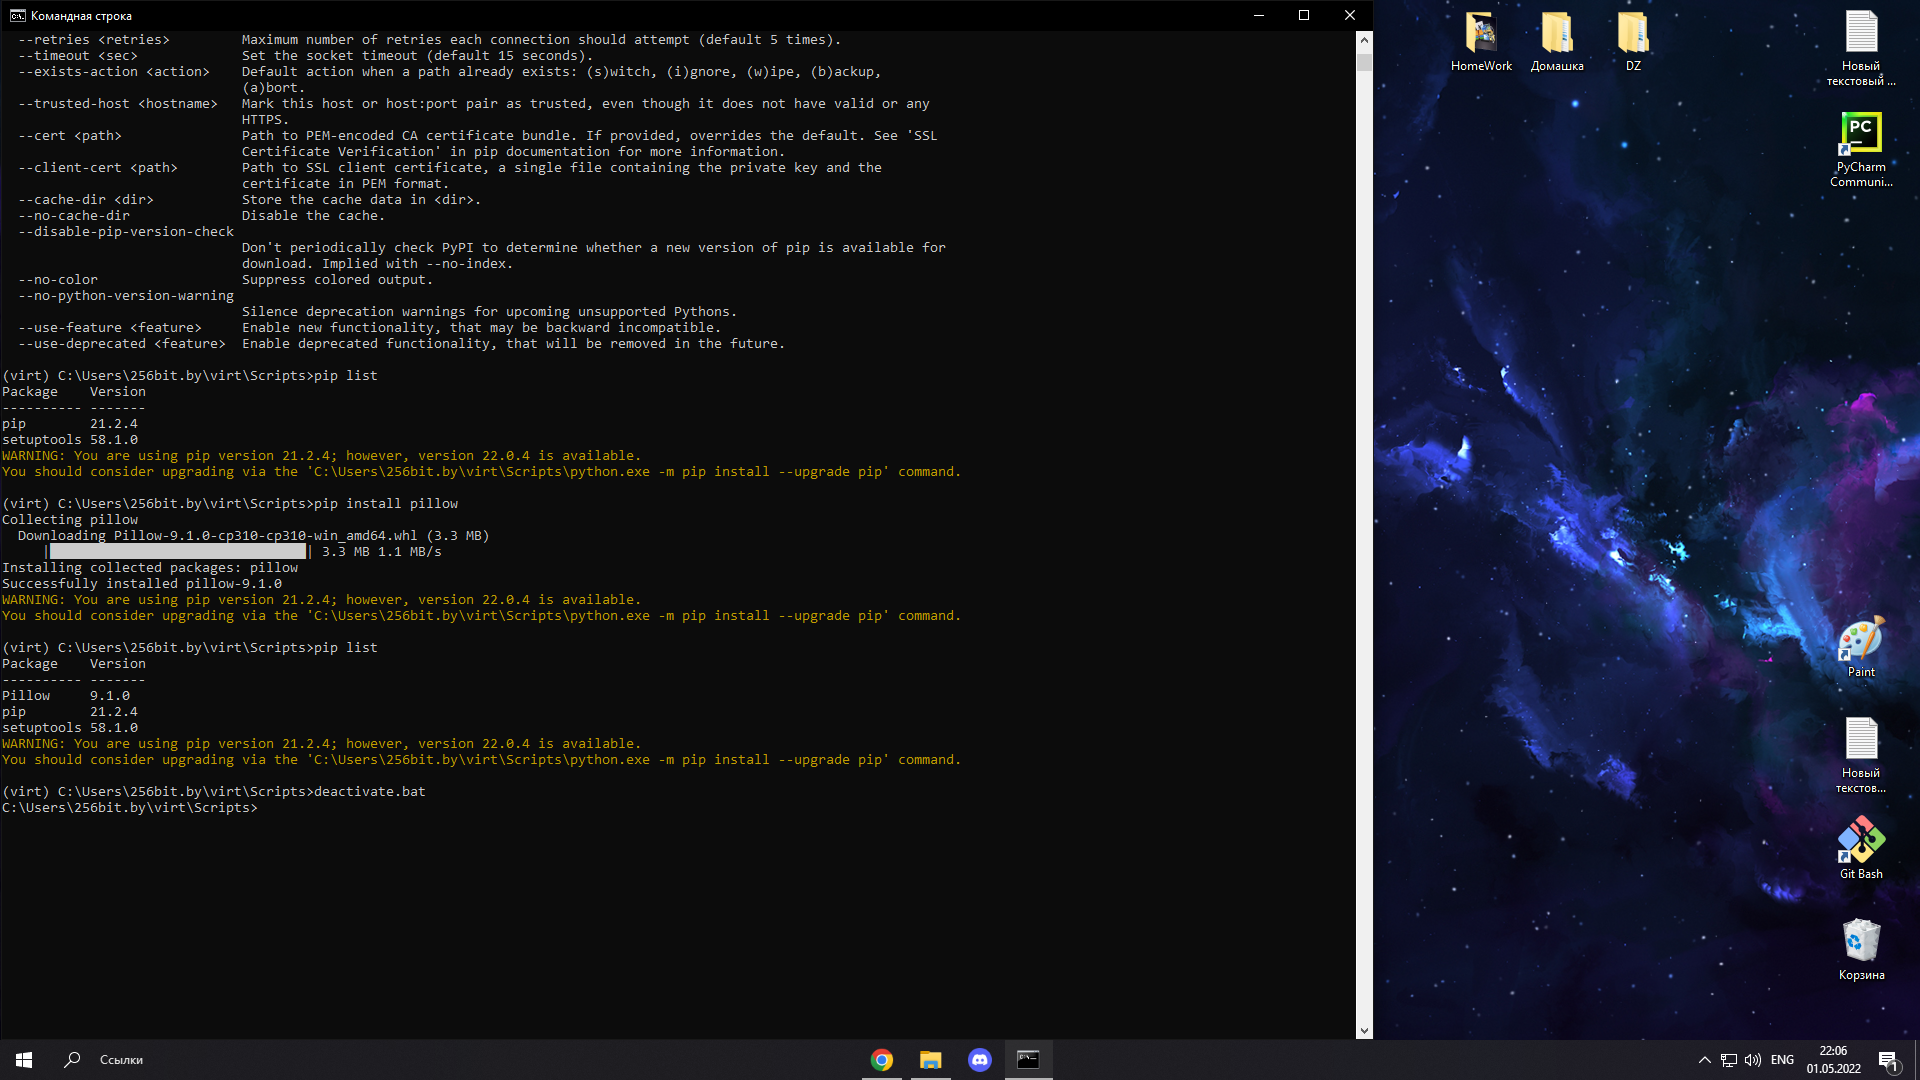 Командная строка
--retries <retries>         Maximum number of retries each connection should attempt (default 5 times).
--timeout <sec>             Set the socket timeout (default 15 seconds).
--exists-action <action>    Default action when a path already exists: (s)witch, (i)gnore, (w)ipe, (b)ackup,
(a)bort.
--trusted-host <hostname>   Mark this host or host:port pair as trusted, even though it does not have valid or any
HTTPS.
--cert <path>               Path to PEM-encoded CA certificate bundle. If provided, overrides the default. See 'SSL
Certificate Verification' in pip documentation for more information.
--client-cert <path>        Path to SSL client certificate, a single file containing the private key and the
certificate in PEM format.
--cache-dir <dir>           Store the cache data in <dir>.
--no-cache-dir              Disable the cache.
--disable-pip-version-check
Don't periodically check PyPI to determine whether a new version of pip is available for
download. Implied with --no-index.
--no-color                  Suppress colored output.
--no-python-version-warning
Silence deprecation warnings for upcoming unsupported Pythons.
--use-feature <feature>     Enable new functionality, that may be backward incompatible.
--use-deprecated <feature>  Enable deprecated functionality, that will be removed in the future.
(virt) C:\Users\256bit.by\virt\Scripts>pip list
Package    Version
---------- -------
pip        21.2.4
setuptools 58.1.0
WARNING: You are using pip version 21.2.4; however, version 22.0.4 is available.
You should consider upgrading via the 'C:\Users\256bit.by\virt\Scripts\python.exe -m pip install --upgrade pip' command.
(virt) C:\Users\256bit.by\virt\Scripts>pip install pillow
Collecting pillow
Downloading Pillow-9.1.0-cp310-cp310-win_amd64.whl (3.3 MB)
| | 3.3 MB 1.1 MB/s
Installing collected packages: pillow
Successfully installed pillow-9.1.0
WARNING: You are using pip version 21.2.4; however, version 22.0.4 is available.
You should consider upgrading via the 'C:\Users\256bit.by\virt\Scripts\python.exe -m pip install --upgrade pip' command.
(virt) C:\Users\256bit.by\virt\Scripts>pip list
Package    Version
---------- -------
Pillow     9.1.0
pip        21.2.4
setuptools 58.1.0
WARNING: You are using pip version 21.2.4; however, version 22.0.4 is available.
You should consider upgrading via the 'C:\Users\256bit.by\virt\Scripts\python.exe -m pip install --upgrade pip' command.
(virt) C:\Users\256bit.by\virt\Scripts>deactivate.bat
C:\Users\256bit.by\virt\Scripts>
HomeWork
Домашка
DZ
Новый
текстовый ...
PC
PyCharm
Communi...
Paint
Новый
текстов...
Git Bash
Корзина
Ссылки
ENG
22:06
01.05.2022
1